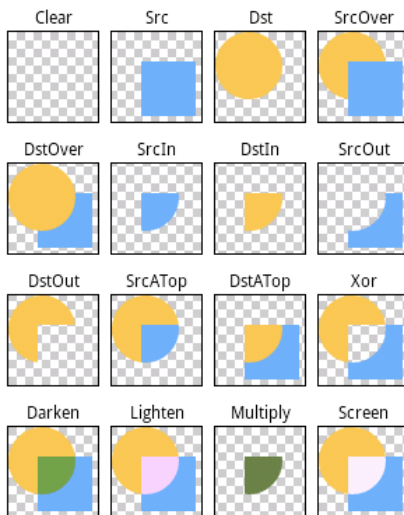 Clear Src Dst SrcOver
DstOver SrcIn DstIn SrcOut
DstOut SrcATop DstATop Xor
Darken Lighten Multiply Screen